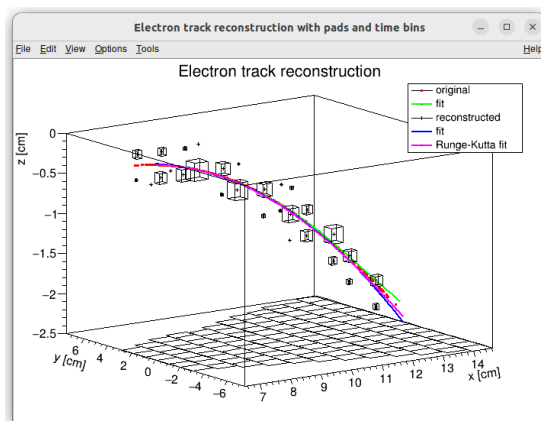 Electron track reconstruction with pads and time bins
File Edit View Options Tools Help
Electron track reconstruction
original
fit
reconstructed
fit
Runge-Kutta fit
z [cm]
0
−0.5
−1
−1.5
−2
−2.5
y [cm]
6 4 2 0 −2 −4 −6
x [cm]
7 8 9 10 11 12 13 14